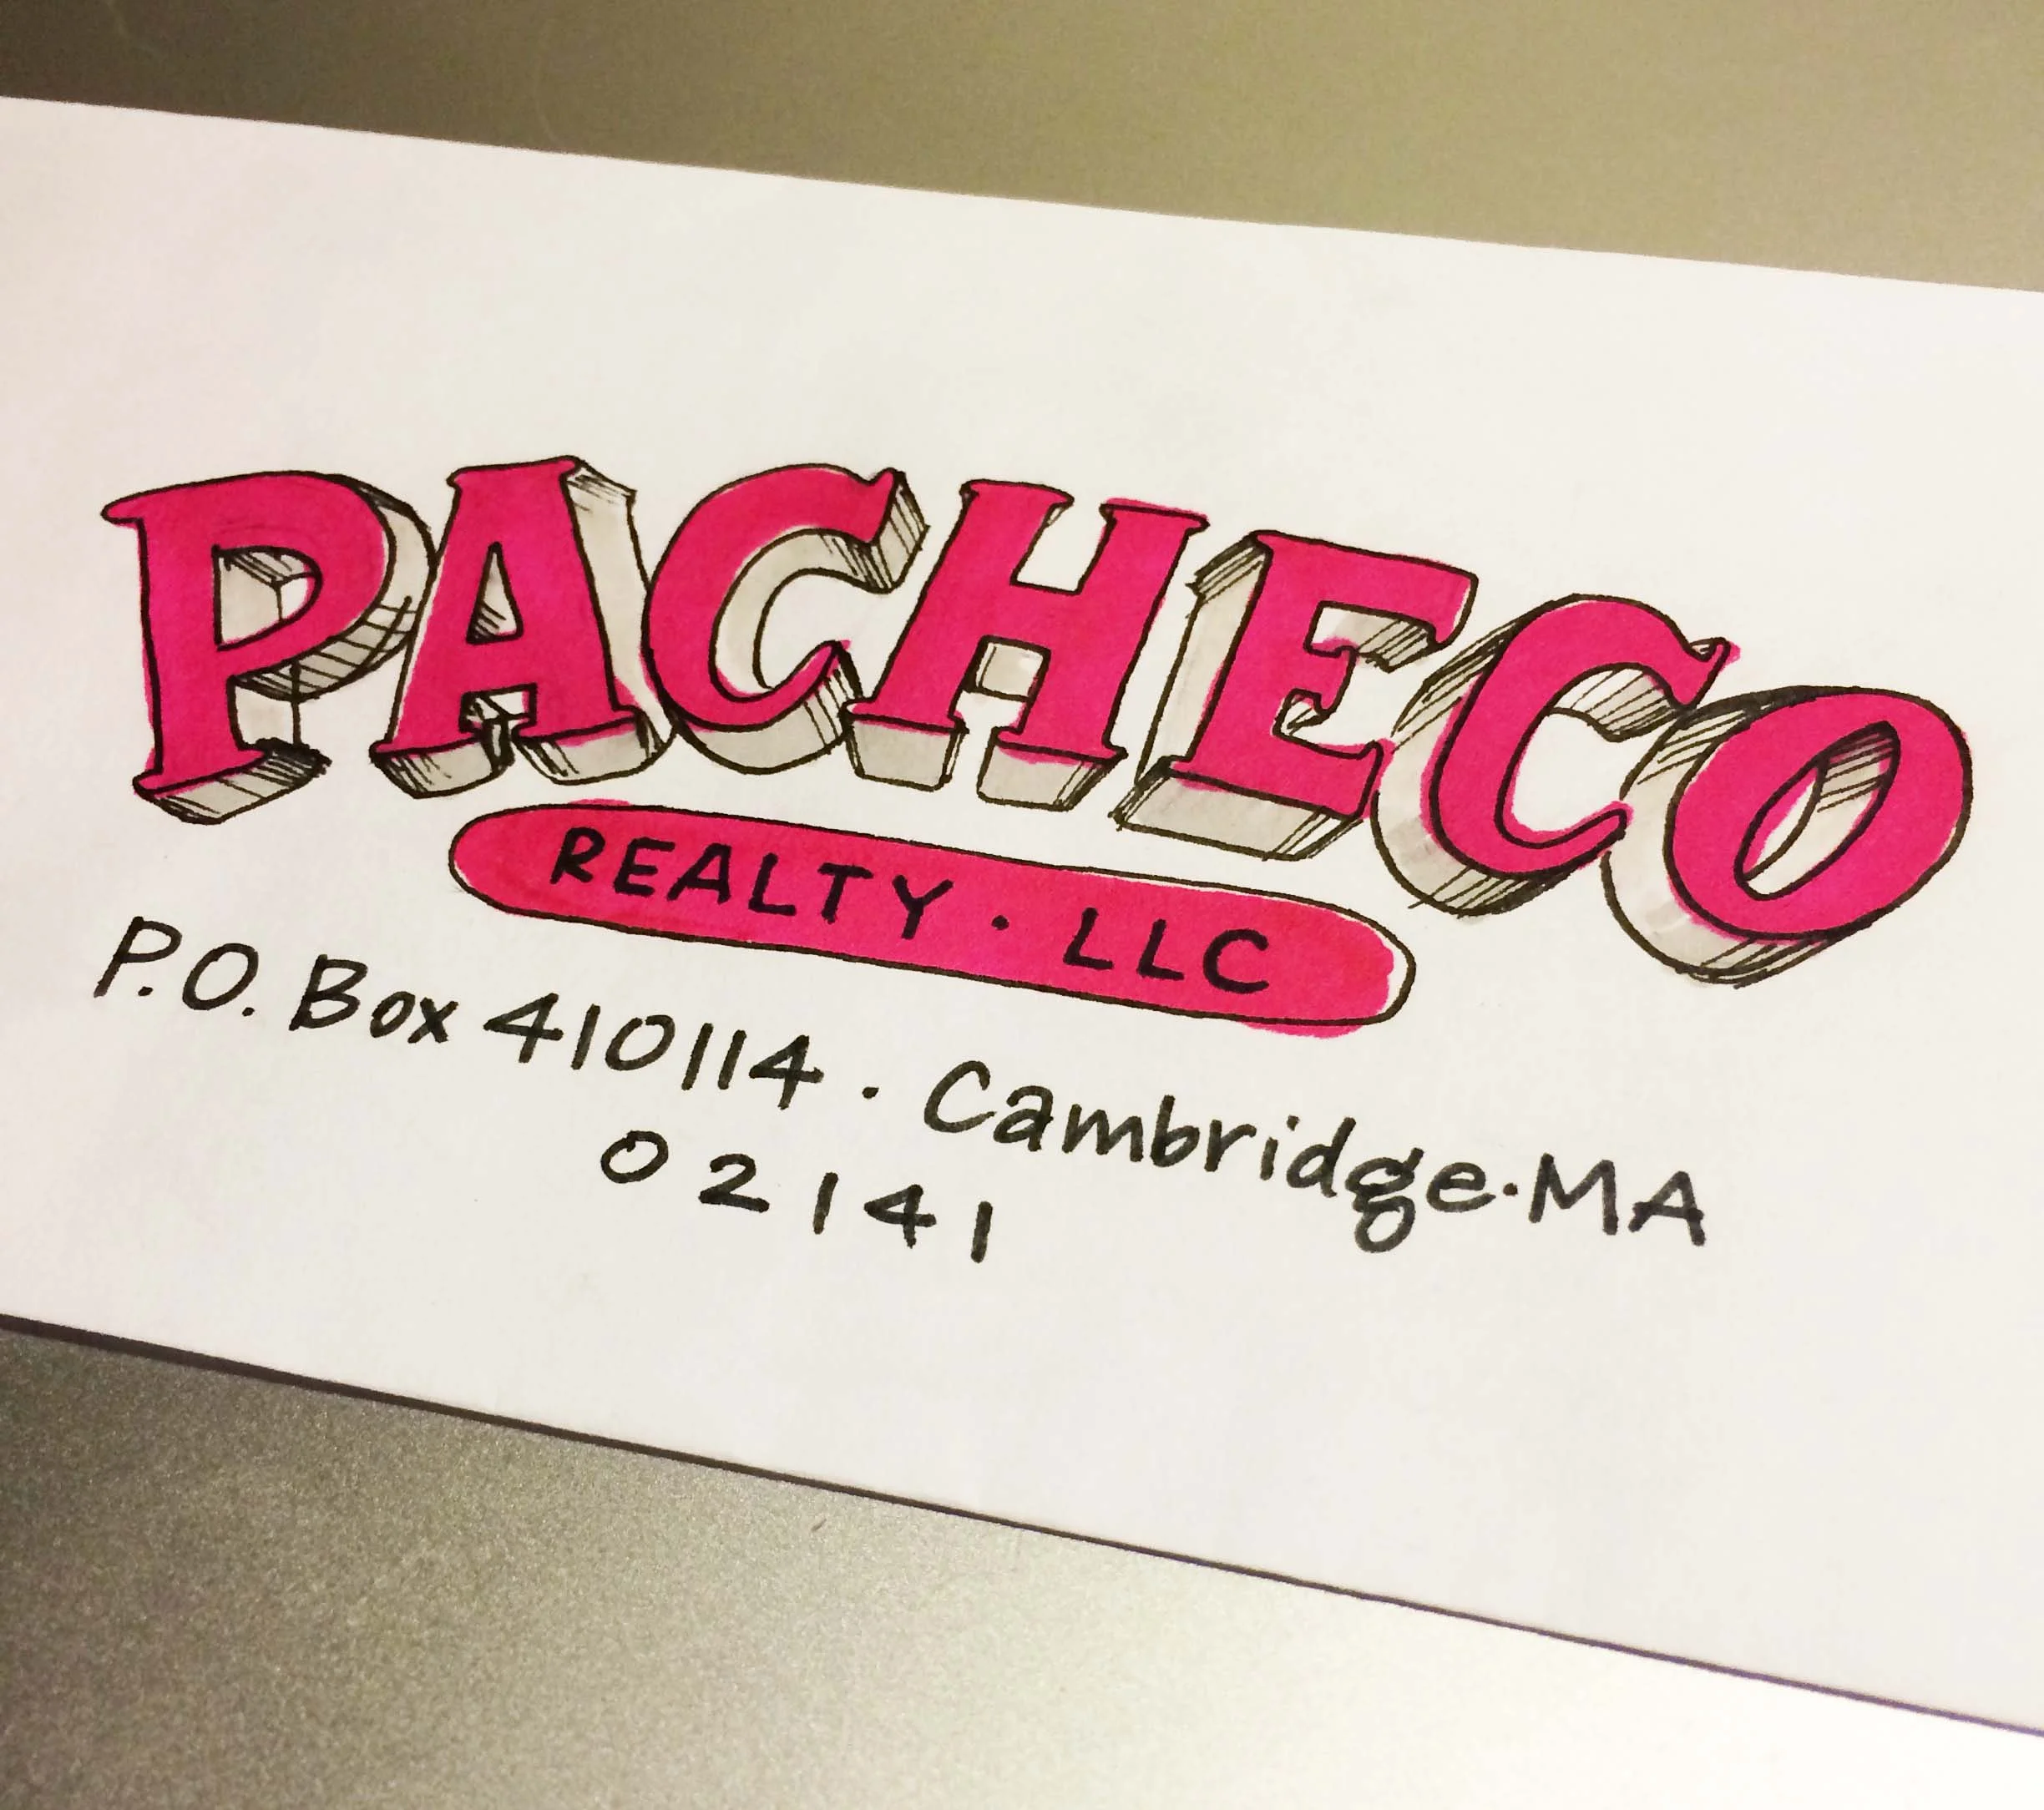 PACHECO
REALTY · LLC
P.O. Box 410114 · Cambridge · MA
02141